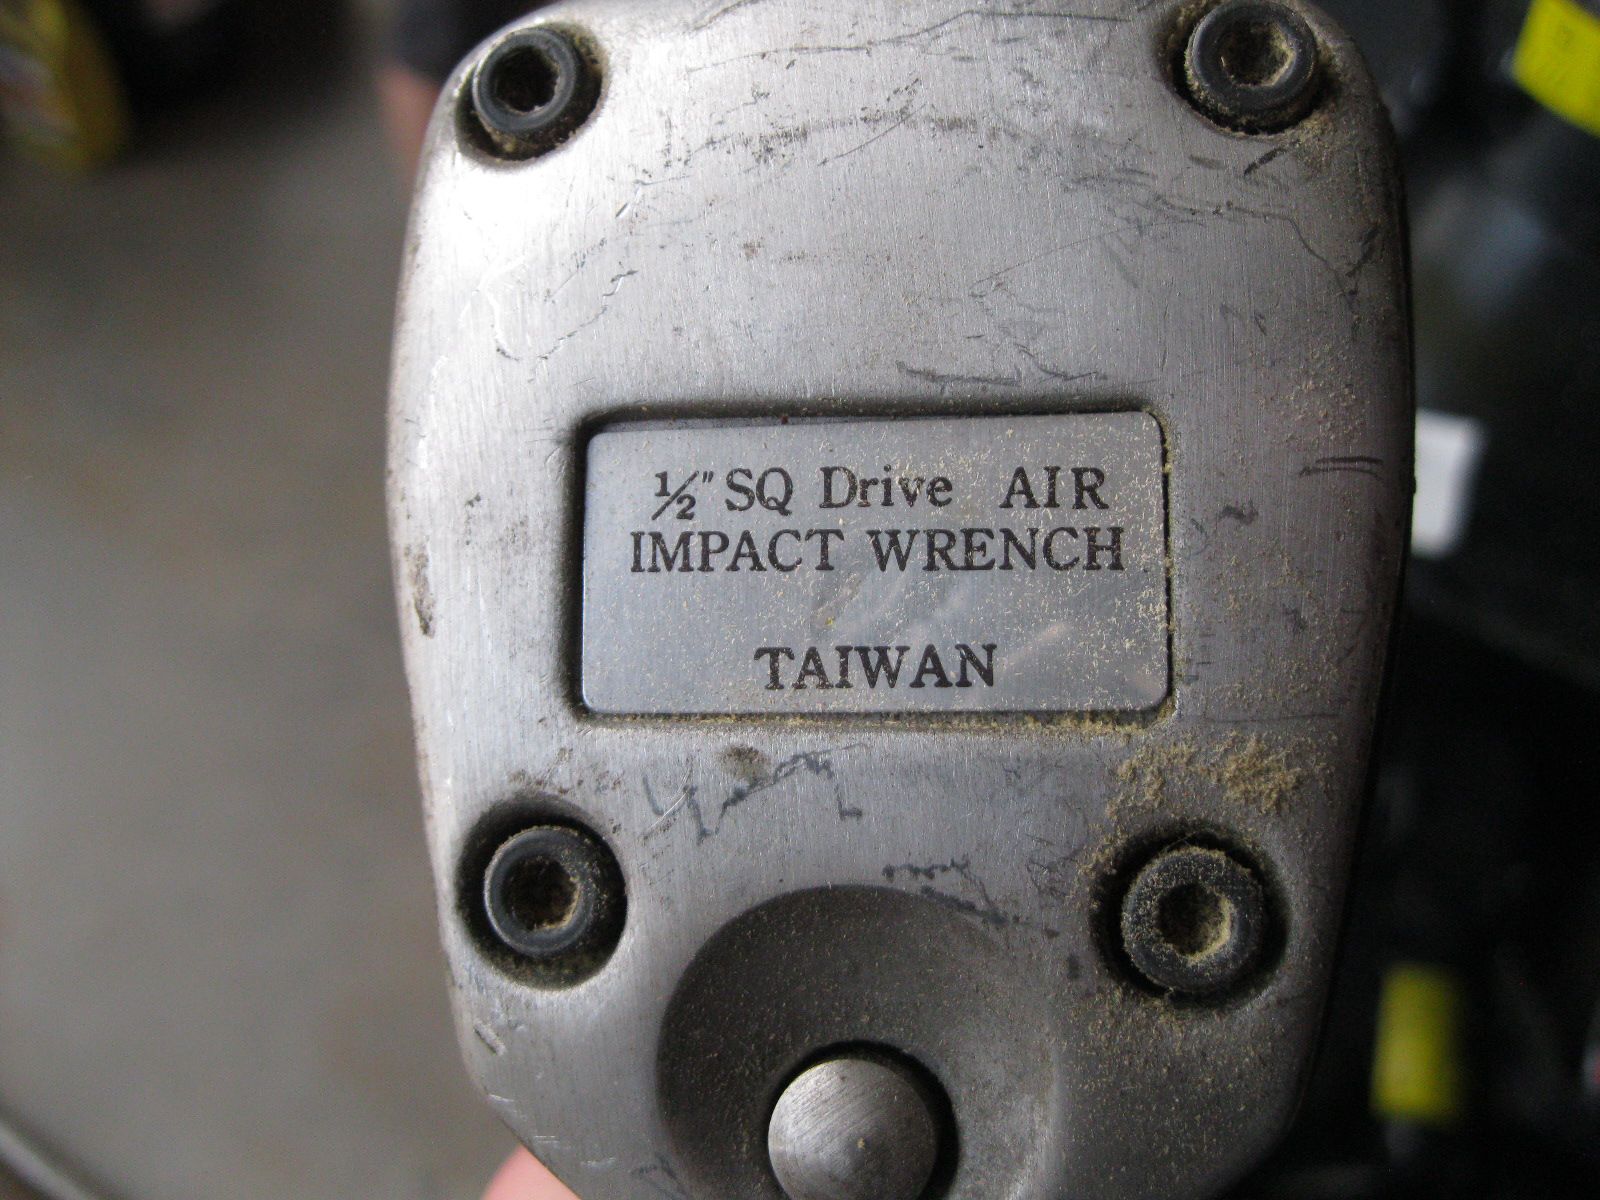 ½" SQ Drive AIR
IMPACT WRENCH
TAIWAN